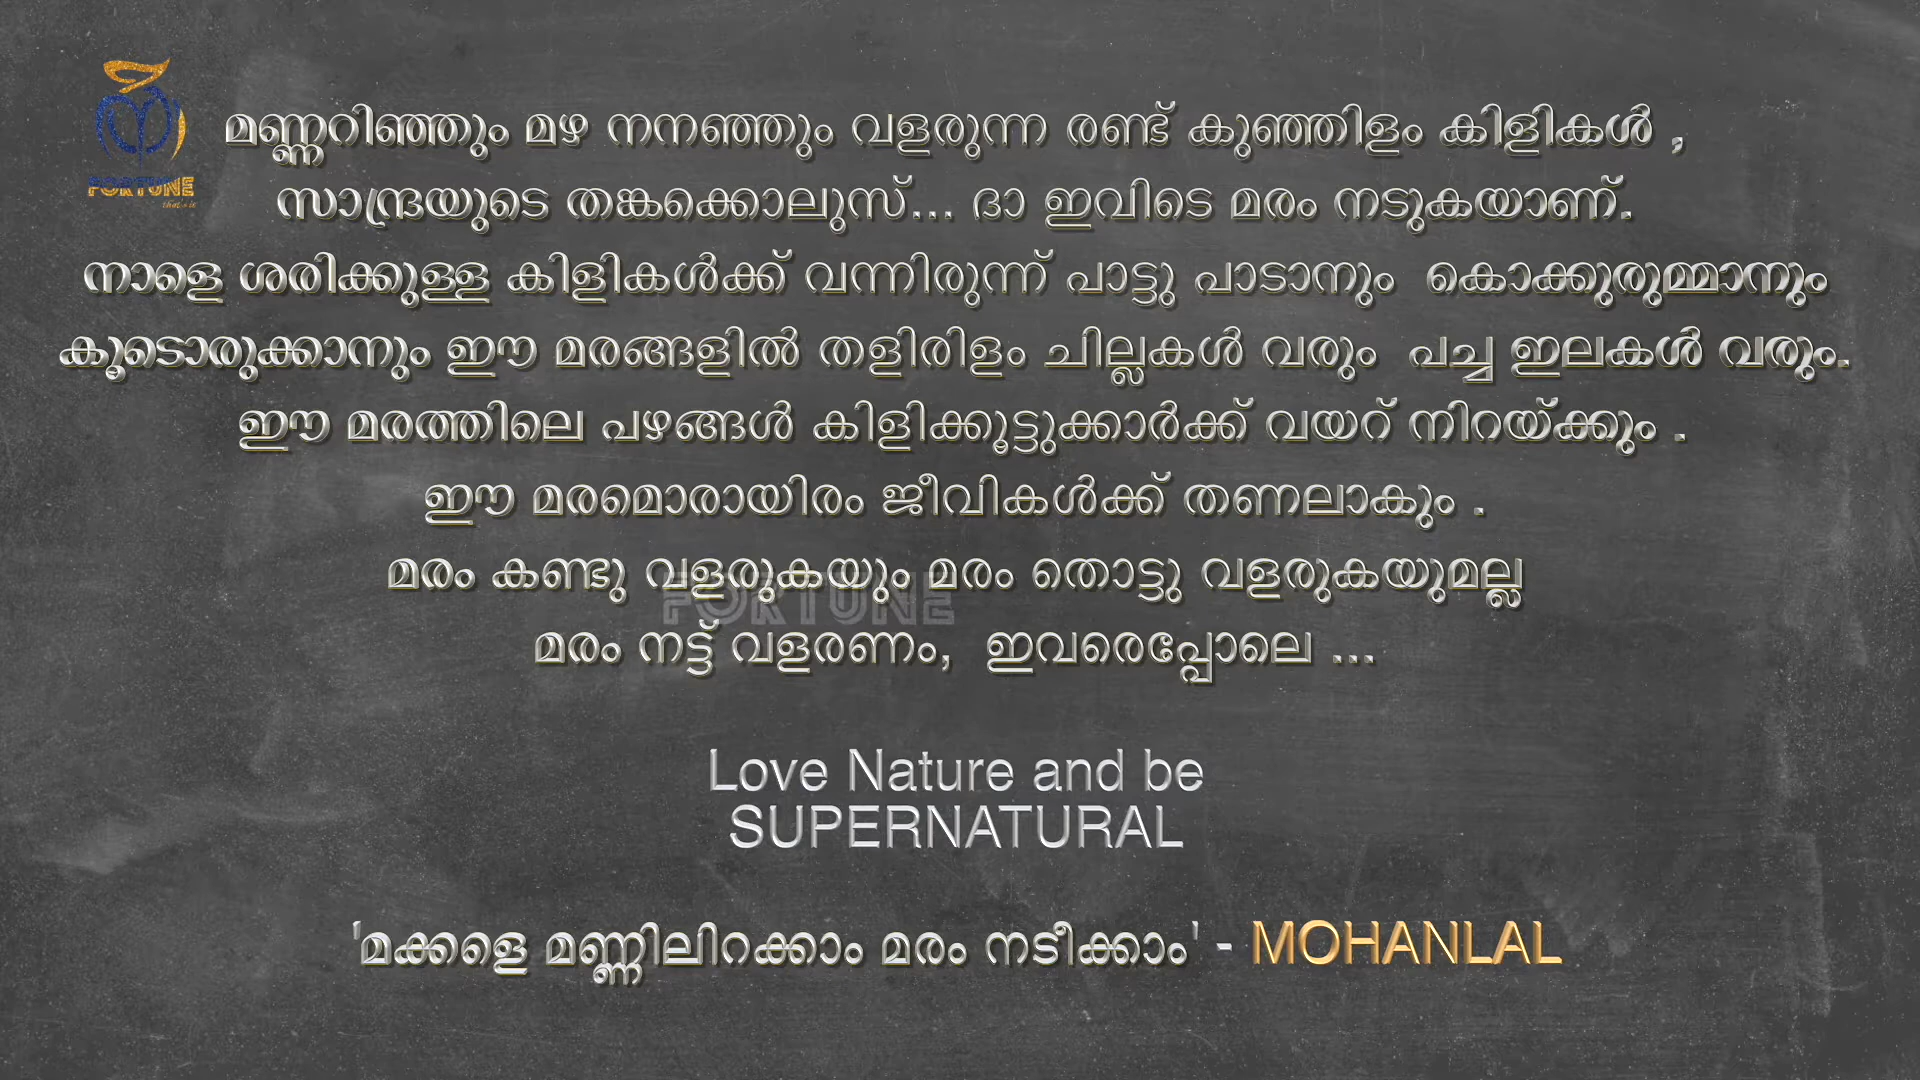 FORTUNE
that's it
മണ്ണറിഞ്ഞും മഴ നനഞ്ഞും വളരുന്ന രണ്ട് കുഞ്ഞിളം കിളികൾ ,
സാന്ദ്രയുടെ തങ്കക്കൊലുസ്... ദാ ഇവിടെ മരം നടുകയാണ്.
നാളെ ശരിക്കുള്ള കിളികൾക്ക് വന്നിരുന്ന് പാട്ടു പാടാനും കൊക്കുരുമ്മാനും
കൂടൊരുക്കാനും ഈ മരങ്ങളിൽ തളിരിളം ചില്ലകൾ വരും പച്ച ഇലകൾ വരും.
ഈ മരത്തിലെ പഴങ്ങൾ കിളിക്കൂട്ടുക്കാർക്ക് വയറ് നിറയ്ക്കും .
ഈ മരമൊരായിരം ജീവികൾക്ക് തണലാകും .
മരം കണ്ടു വളരുകയും മരം തൊട്ടു വളരുകയുമല്ല
FORTUNE
മരം നട്ട് വളരണം, ഇവരെപ്പോലെ ...
Love Nature and be
SUPERNATURAL
'മക്കളെ മണ്ണിലിറക്കാം മരം നടീക്കാം' - MOHANLAL